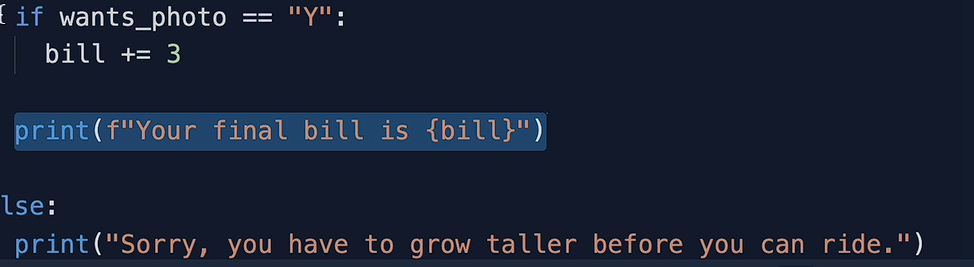 if wants_photo == "Y":
bill += 3
print(f"Your final bill is {bill}")
lse:
print("Sorry, you have to grow taller before you can ride.")